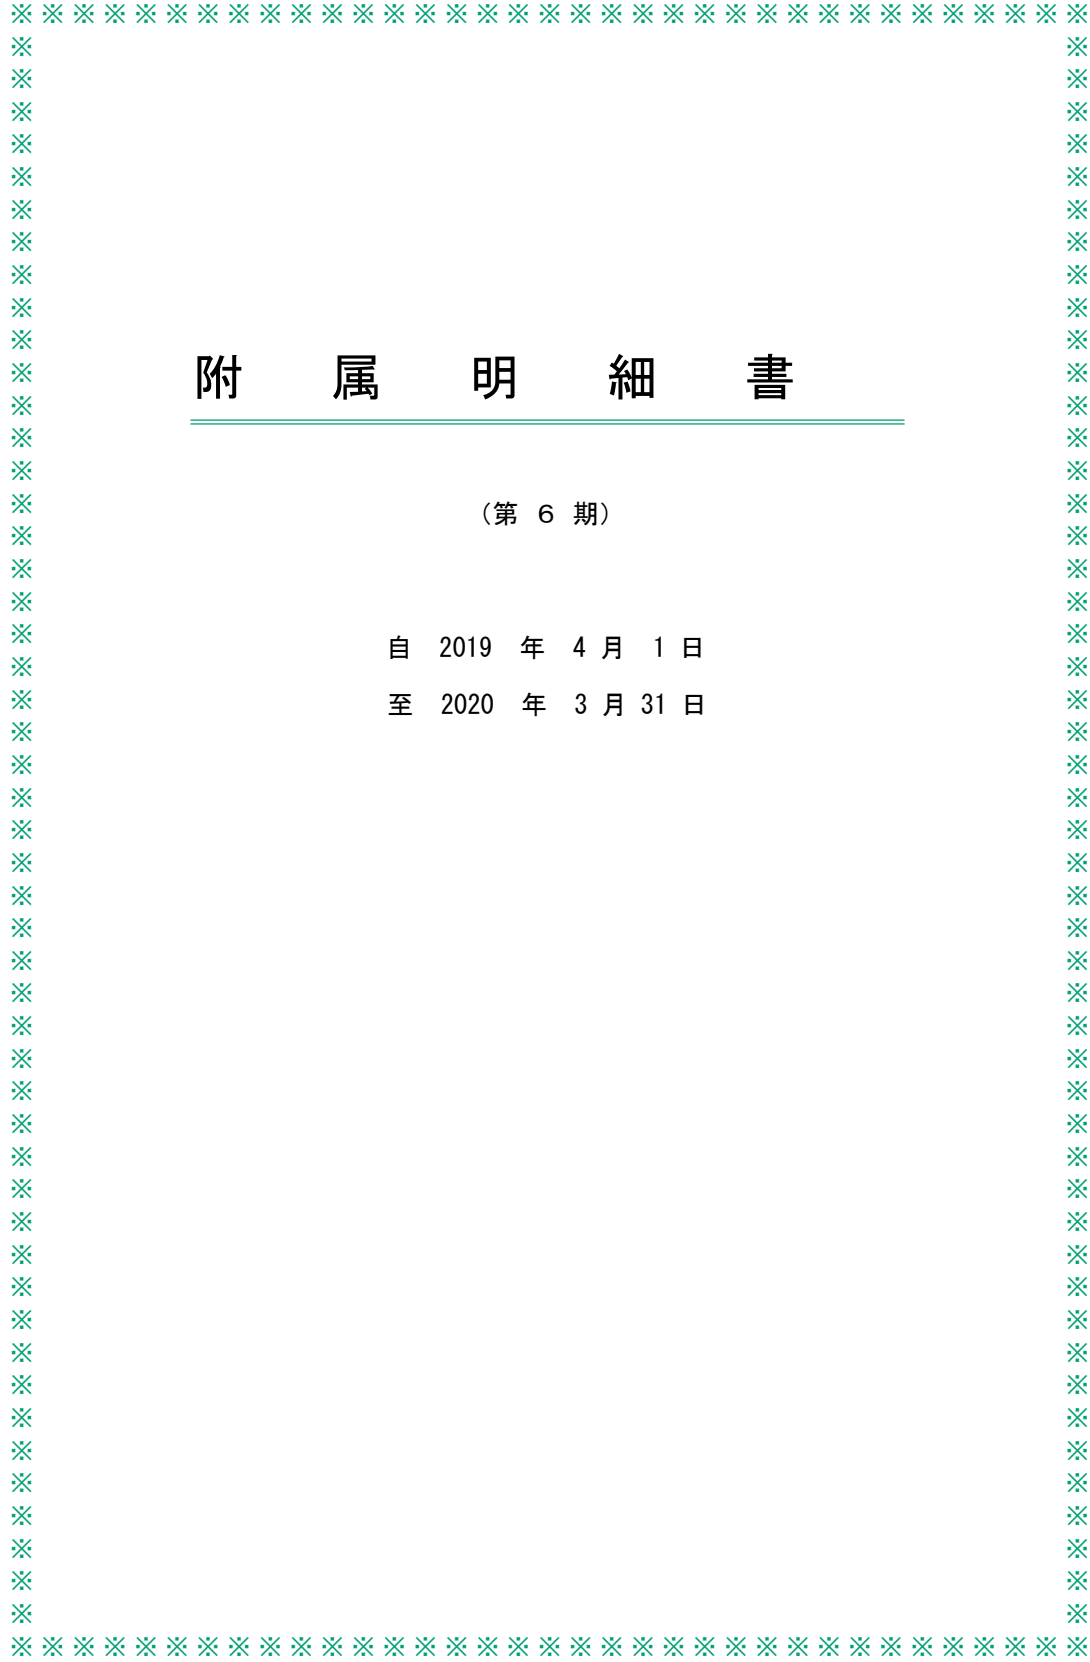 附　属　明　細　書
（第　６　期）
自　2019　年　4 月　1 日
至　2020　年　3 月 31 日